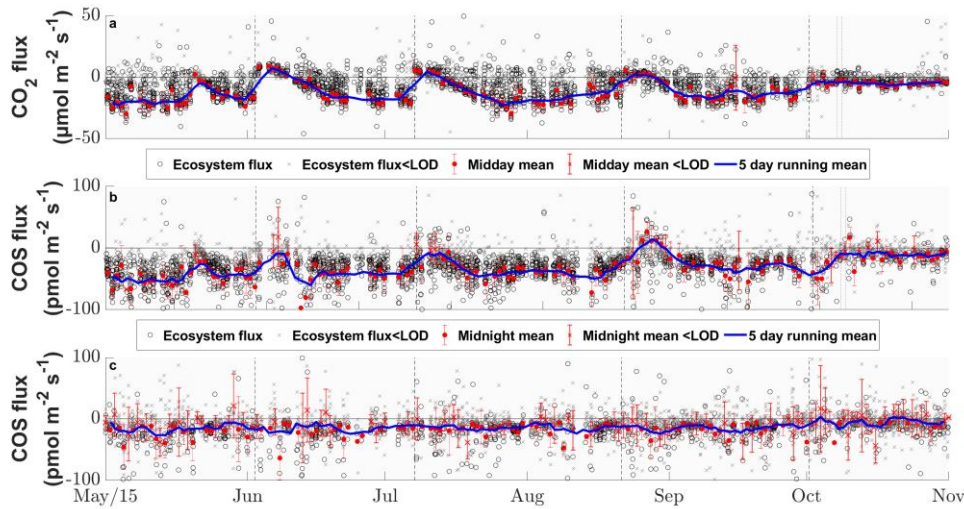 a
50
0
-50
CO2 flux
(µmol m-2 s-1)
Ecosystem flux Ecosystem flux<LOD Midday mean Midday mean <LOD 5 day running mean
b
100
0
-100
COS flux
(pmol m-2 s-1)
Ecosystem flux Ecosystem flux<LOD Midnight mean Midnight mean <LOD 5 day running mean
c
100
0
-100
COS flux
(pmol m-2 s-1)
May/15 Jun Jul Aug Sep Oct Nov